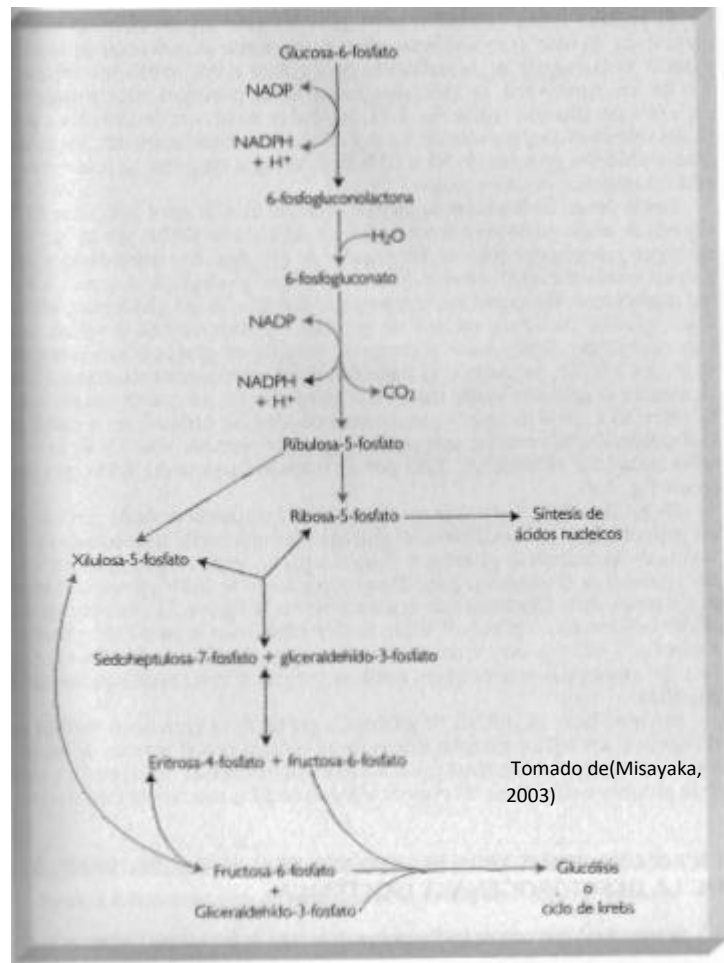 Glucosa-6-fosfato
NADP
NADPH
+ H⁺
6-fosfogluconolactona
H₂O
6-fosfogluconato
NADP
NADPH
+ H⁺
CO₂
Ribulosa-5-fosfato
Ribosa-5-fosfato
Síntesis de
ácidos nucleicos
Xilulosa-5-fosfato
Sedoheptulosa-7-fosfato + gliceraldehído-3-fosfato
Eritrosa-4-fosfato + fructosa-6-fosfato
Tomado de(Misayaka,
2003)
Fructosa-6-fosfato
+
Gliceraldehído-3-fosfato
Glucólisis
o
ciclo de krebs